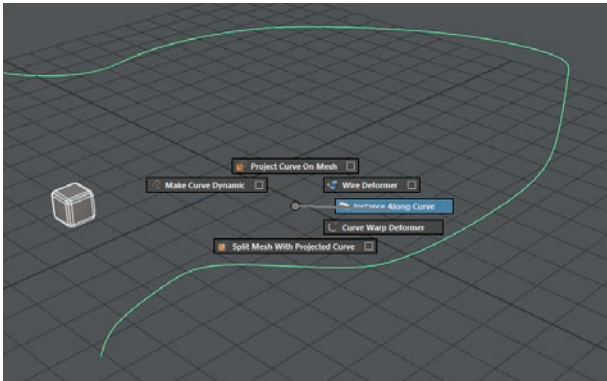 Project Curve On Mesh
Make Curve Dynamic
Wire Deformer
Instance Along Curve
Curve Warp Deformer
Split Mesh With Projected Curve